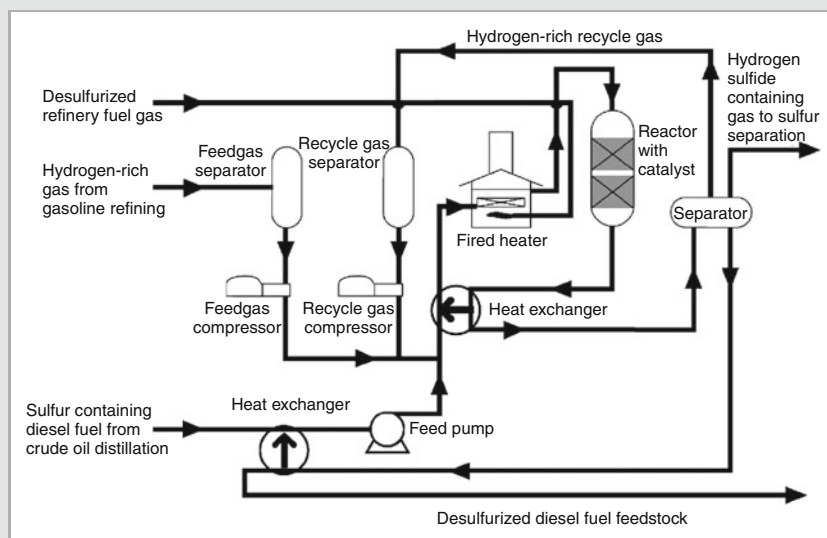 Hydrogen-rich recycle gas
Hydrogen
sulfide
containing
gas to sulfur
separation
Desulfurized
refinery fuel gas
Feedgas
separator
Recycle gas
separator
Reactor
with
catalyst
Hydrogen-rich
gas from
gasoline refining
Separator
Fired heater
Feedgas
compressor
Recycle gas
compressor
Heat exchanger
Sulfur containing
diesel fuel from
crude oil distillation
Heat exchanger
Feed pump
Desulfurized diesel fuel feedstock